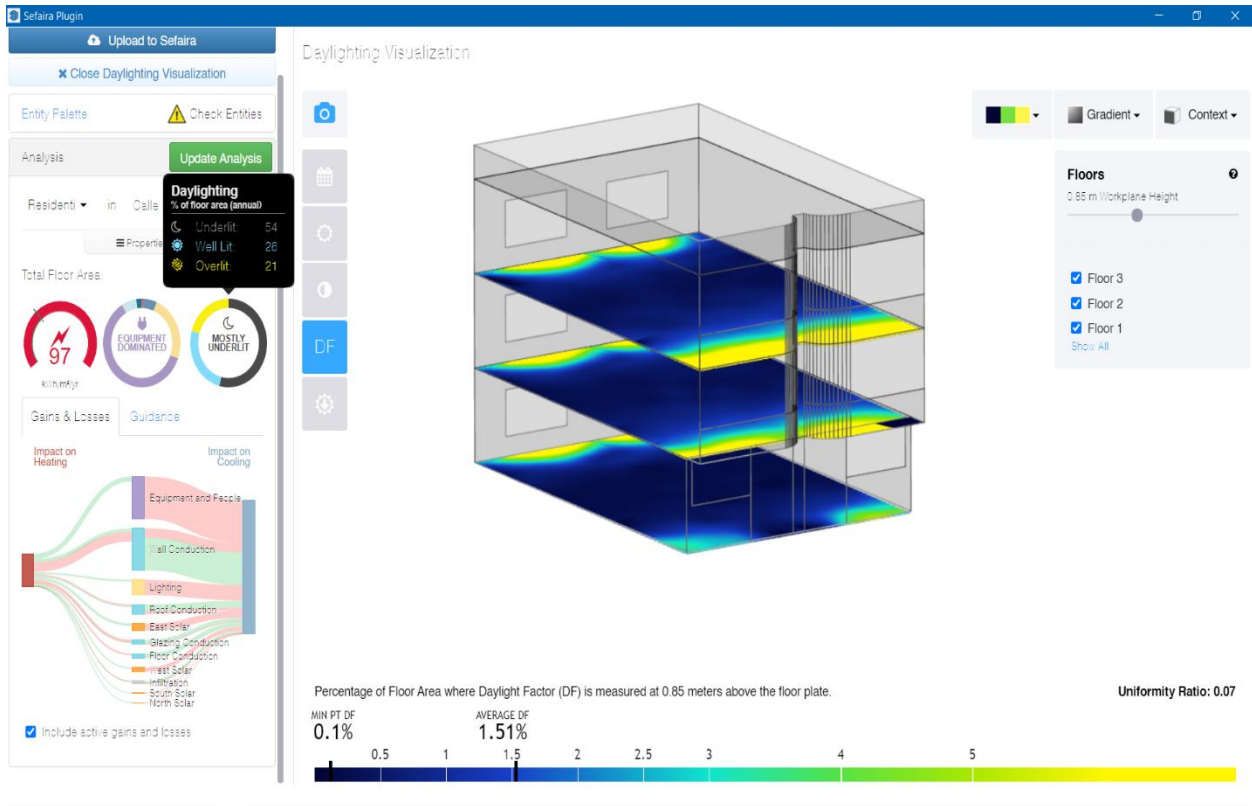 Sefaira Plugin
Upload to Sefaira
Close Daylighting Visualization
Entity Palette
Check Entities
Analysis
Update Analysis
Residenti
in
Calle
Daylighting
% of floor area (annual)
Underlit: 54
Well Lit: 26
Overlit: 21
Total Floor Area
97
kWh/m²/yr
EQUIPMENT
DOMINATED
MOSTLY
UNDERLIT
Gains & Losses
Guidance
Impact on
Heating
Impact on
Cooling
Equipment and People
Wall Conduction
Lighting
Roof Conduction
East Solar
Glazing Conduction
Floor Conduction
West Solar
Infiltration
South Solar
North Solar
Include active gains and losses
Daylighting Visualization
DF
Gradient
Context
Floors
0.85 m Workplane Height
Floor 3
Floor 2
Floor 1
Show All
Percentage of Floor Area where Daylight Factor (DF) is measured at 0.85 meters above the floor plate.
Uniformity Ratio: 0.07
MIN PT DF
0.1%
AVERAGE DF
1.51%
0.5 1 1.5 2 2.5 3 4 5